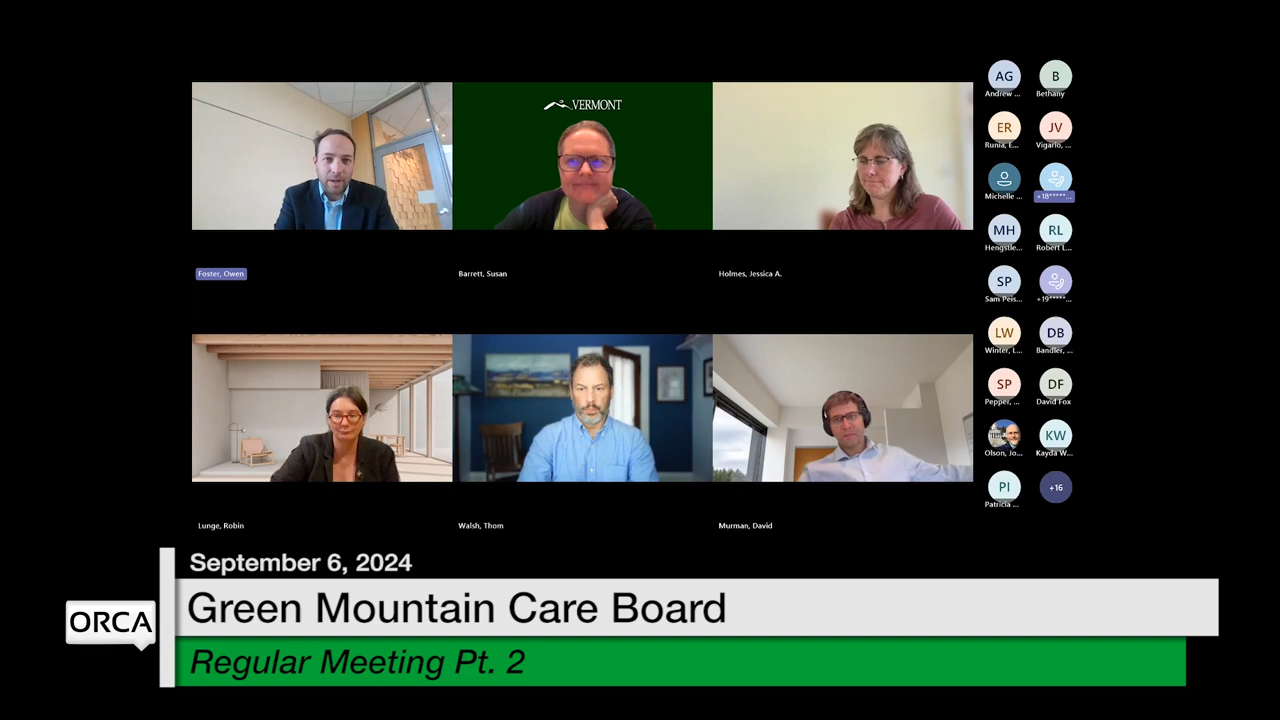 VERMONT
Foster, Owen
Barrett, Susan
Holmes, Jessica A.
Lunge, Robin
Walsh, Thom
Murman, David
AG
Andrew ...
B
Bethany
ER
Runia, E...
JV
Vigario, ...
Michelle ...
+18*****...
MH
Hengstle...
RL
Robert L...
SP
Sam Peis...
+19*****...
LW
Winter, L...
DB
Bandler, ...
SP
Pepper, ...
DF
David Fox
Olson, Jo...
KW
Kayda W...
PI
Patricia ...
+16
September 6, 2024
ORCA
Green Mountain Care Board
Regular Meeting Pt. 2